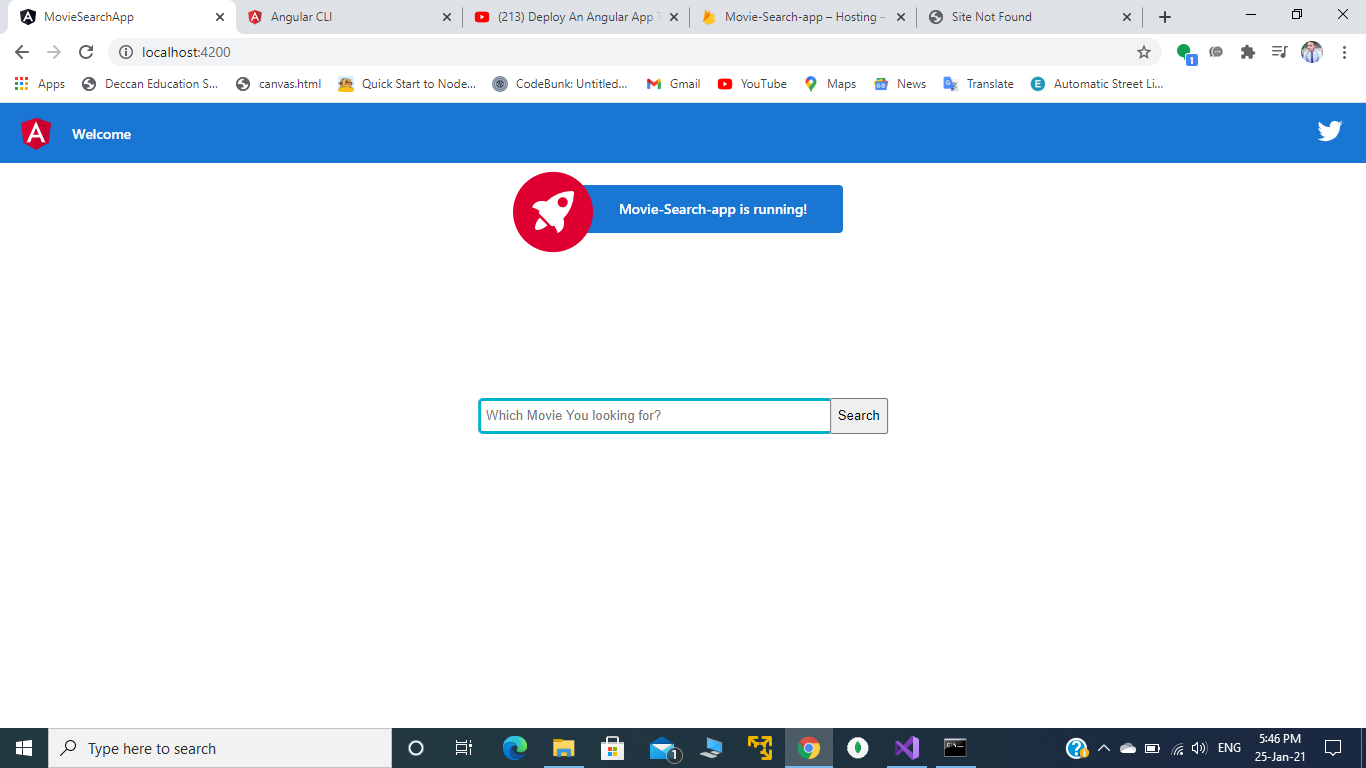 MovieSearchApp
Angular CLI
(213) Deploy An Angular App T
Movie-Search-app – Hosting –
Site Not Found
localhost:4200
1
Apps
Deccan Education S...
canvas.html
Quick Start to Node...
CodeBunk: Untitled...
Gmail
YouTube
Maps
News
Translate
Automatic Street Li...
Welcome
Movie-Search-app is running!
Which Movie You looking for?
Search
Type here to search
1
ENG
5:46 PM
25-Jan-21